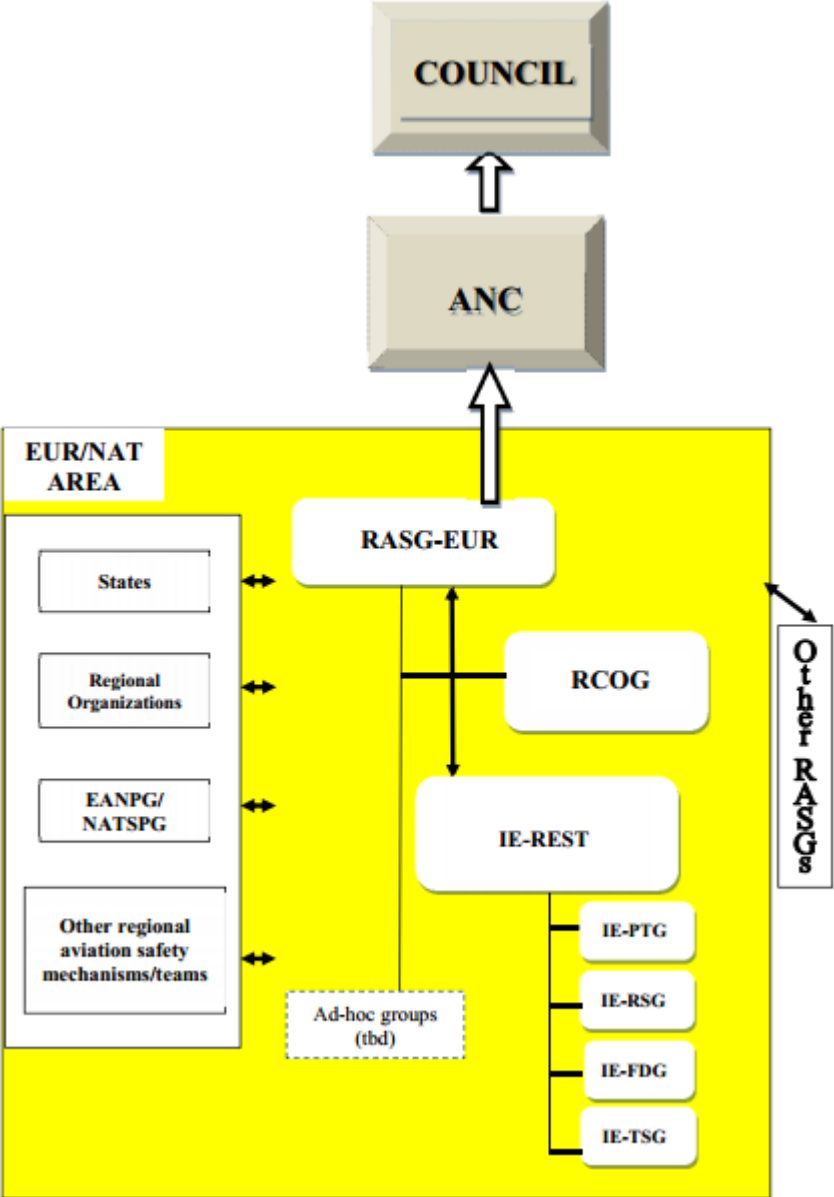 COUNCIL
ANC
EUR/NAT
AREA
RASG-EUR
States
Regional
Organizations
EANPG/
NATSPG
Other regional
aviation safety
mechanisms/teams
RCOG
IE-REST
IE-PTG
IE-RSG
IE-FDG
IE-TSG
Ad-hoc groups
(tbd)
Other RASGs